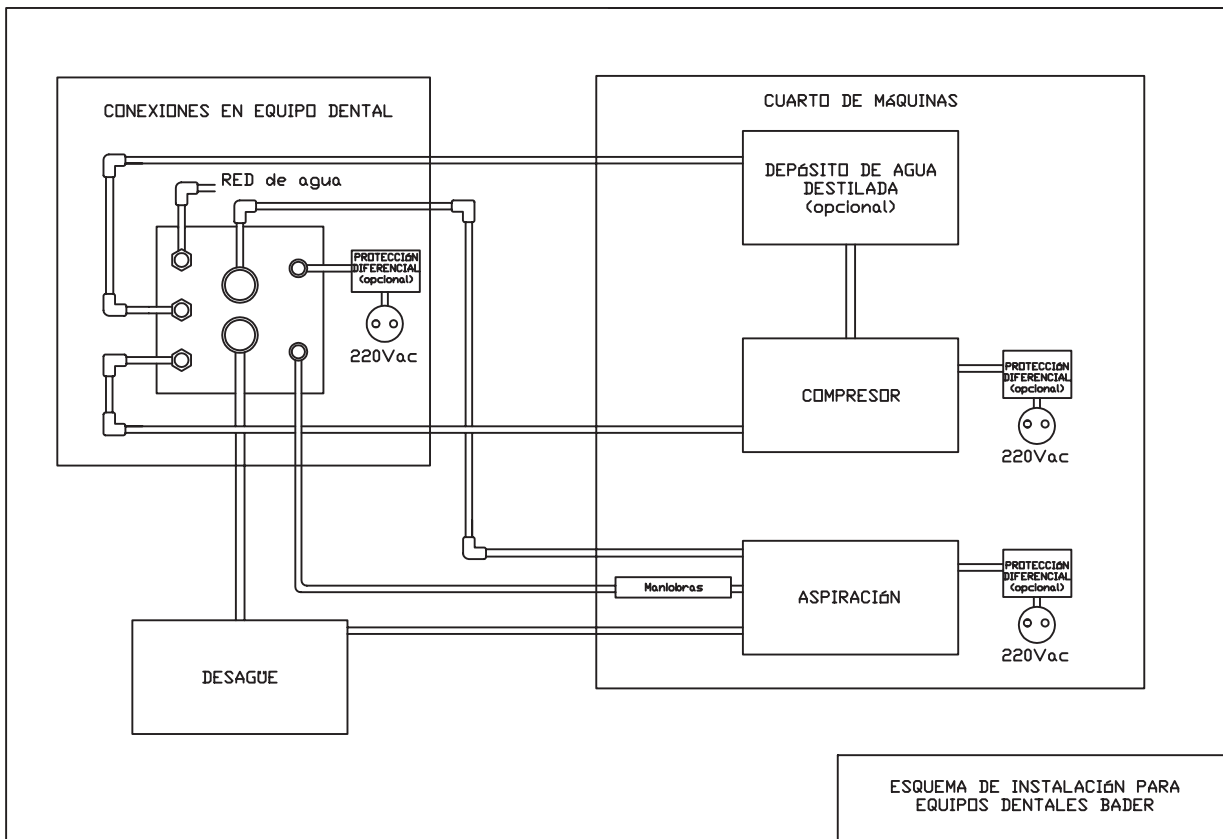 CONEXIONES EN EQUIPO DENTAL
RED de agua
PROTECCIÓN
DIFERENCIAL
(opcional)
220Vac
CUARTO DE MÁQUINAS
DEPÓSITO DE AGUA
DESTILADA
(opcional)
COMPRESOR
PROTECCIÓN
DIFERENCIAL
(opcional)
220Vac
Maniobras
ASPIRACIÓN
PROTECCIÓN
DIFERENCIAL
(opcional)
220Vac
DESAGÜE
ESQUEMA DE INSTALACIÓN PARA
EQUIPOS DENTALES BADER